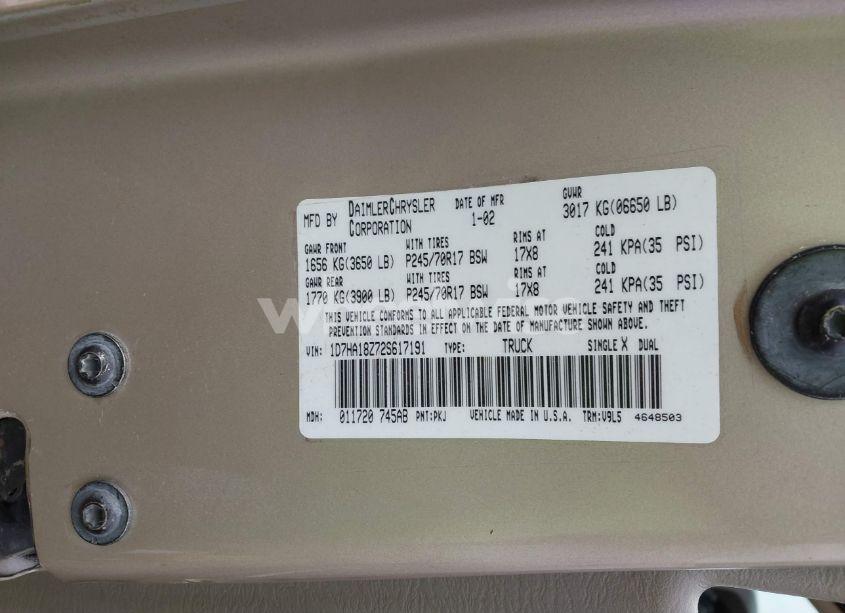 MFD BY DAIMLERCHRYSLER CORPORATION DATE OF MFR 1-02 GVWR 3017 KG(06650 LB)
GAWR FRONT WITH TIRES RIMS AT COLD
1656 KG(3650 LB) P245/70R17 BSW 17X8 241 KPA(35 PSI)
GAWR REAR WITH TIRES RIMS AT COLD
1770 KG(3900 LB) P245/70R17 BSW 17X8 241 KPA(35 PSI)
THIS VEHICLE CONFORMS TO ALL APPLICABLE FEDERAL MOTOR VEHICLE SAFETY AND THEFT
PREVENTION STANDARDS IN EFFECT ON THE DATE OF MANUFACTURE SHOWN ABOVE.
VIN: 1D7HA18Z72S617191 TYPE: TRUCK SINGLE X DUAL
MDH: 011720 745AB PNT:PKJ VEHICLE MADE IN U.S.A. TRM:V9L5 4648503